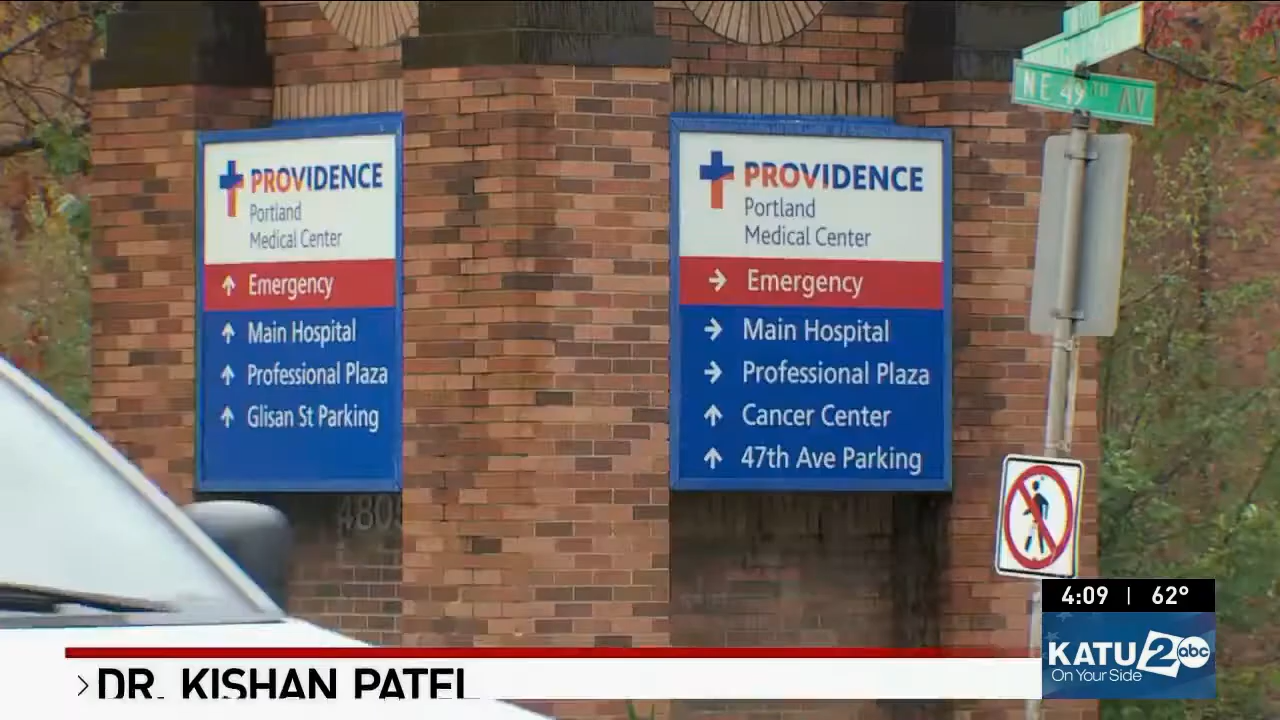 PROVIDENCE
Portland
Medical Center
Emergency
Main Hospital
Professional Plaza
Glisan St Parking
480
PROVIDENCE
Portland
Medical Center
Emergency
Main Hospital
Professional Plaza
Cancer Center
47th Ave Parking
NE 49TH AV
4:09 | 62°
KATU 2 abc
On Your Side
DR. KISHAN PATEL